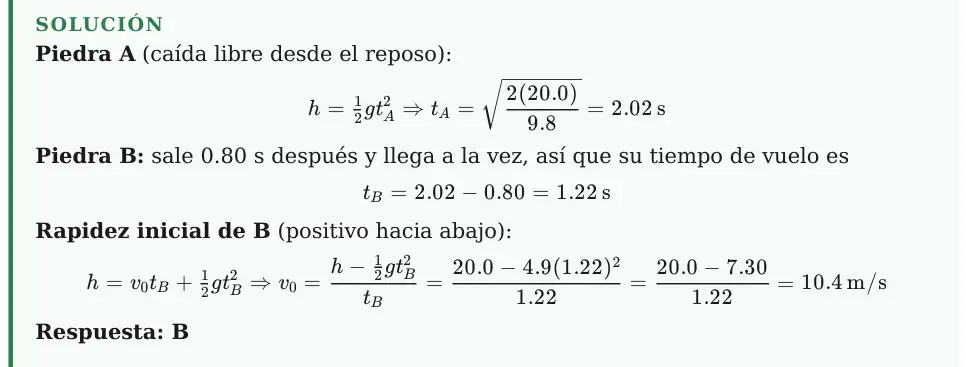 SOLUCIÓN
Piedra A (caída libre desde el reposo):
h = ½gt_A² ⇒ t_A = √(2(20.0)/9.8) = 2.02 s
Piedra B: sale 0.80 s después y llega a la vez, así que su tiempo de vuelo es
t_B = 2.02 − 0.80 = 1.22 s
Rapidez inicial de B (positivo hacia abajo):
h = v₀t_B + ½gt_B² ⇒ v₀ = (h − ½gt_B²)/t_B = (20.0 − 4.9(1.22)²)/1.22 = (20.0 − 7.30)/1.22 = 10.4 m/s
Respuesta: B